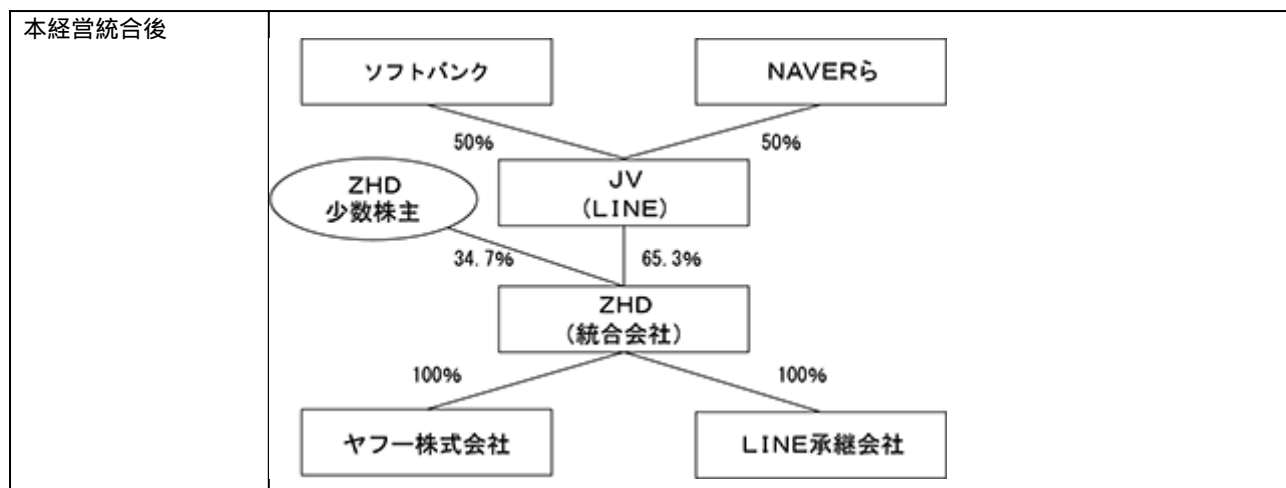 本経営統合後
ソフトバンク
NAVERら
50%
50%
ZHD
少数株主
JV
(LINE)
34.7%
65.3%
ZHD
(統合会社)
100%
100%
ヤフー株式会社
LINE承継会社